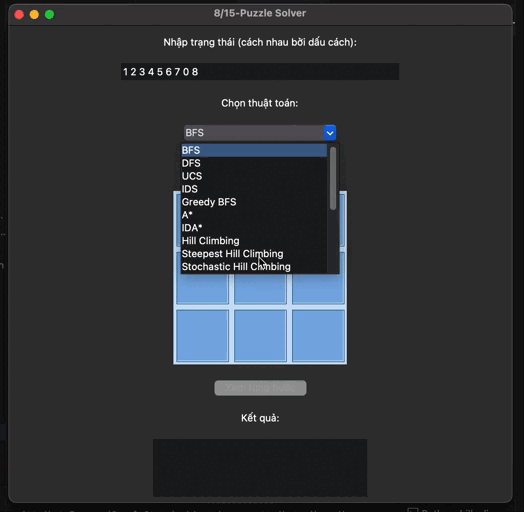 8/15-Puzzle Solver
Nhập trạng thái (cách nhau bởi dấu cách):
1 2 3 4 5 6 7 0 8
Chọn thuật toán:
BFS
BFS
DFS
UCS
IDS
Greedy BFS
A*
IDA*
Hill Climbing
Steepest Hill Climbing
Stochastic Hill Climbing
Kết quả: